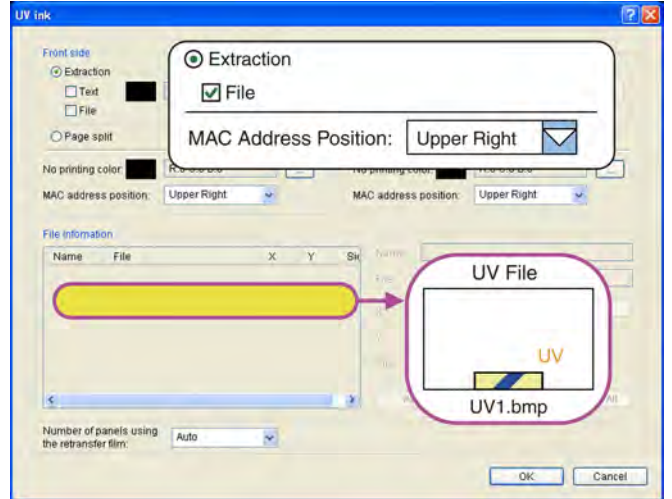 UV ink
Front side
Extraction
Text
File
Page split
Extraction
File
MAC Address Position: Upper Right
No printing color:
No printing color:
MAC address position: Upper Right
MAC address position: Upper Right
File Information
Name File X Y Sid
Name:
UV File
UV
UV1.bmp
Number of panels using
the retransfer film: Auto
OK Cancel